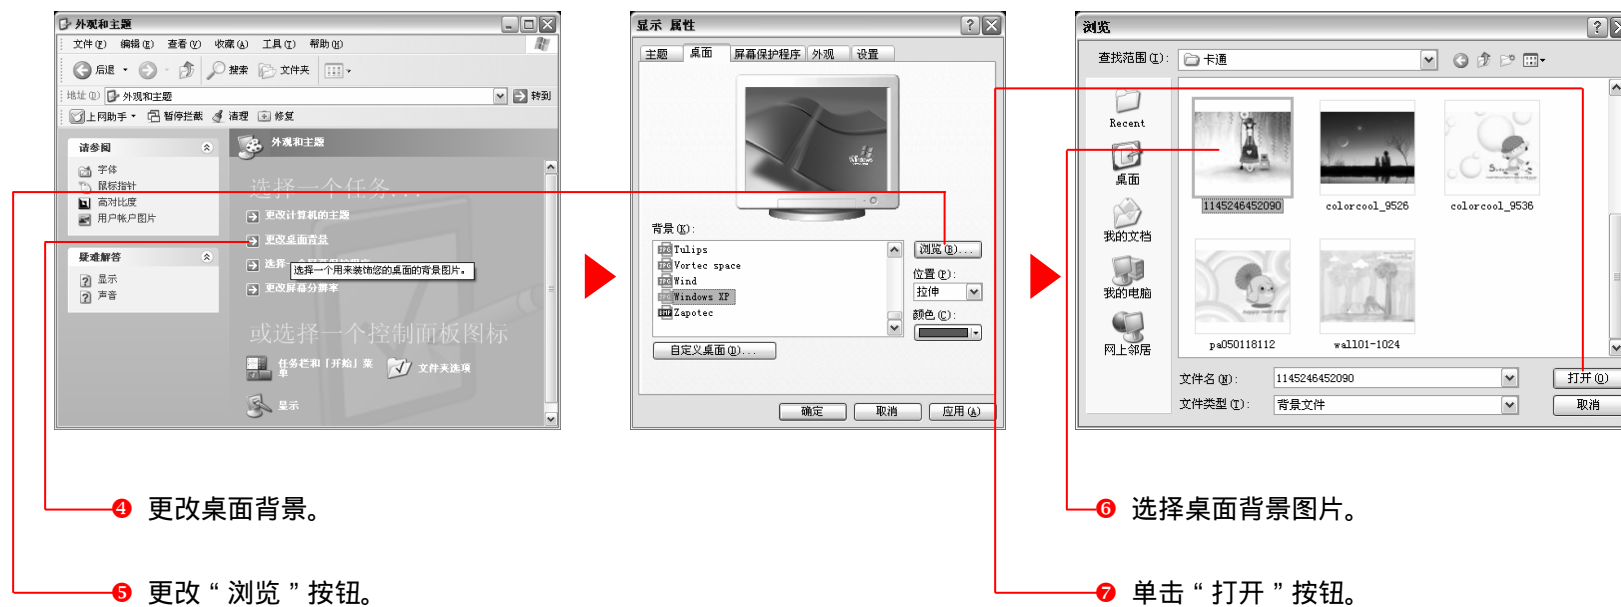 外观和主题
文件(F) 编辑(E) 查看(V) 收藏(A) 工具(T) 帮助(H)
后退 搜索 文件夹
地址(D) 外观和主题 转到
上网助手 暂停拦截 清理 修复
请参阅
字体
鼠标指针
高对比度
用户帐户图片
疑难解答
显示
声音
外观和主题
选择一个任务...
更改计算机的主题
更改桌面背景
选择一个屏幕保护程序
选择一个用来装饰您的桌面的背景图片。
更改屏幕分辨率
或选择一个控制面板图标
任务栏和「开始」菜单
文件夹选项
显示
显示 属性
主题 桌面 屏幕保护程序 外观 设置
Windows
背景(K):
Tulips
Vortec space
Wind
Windows XP
Zapotec
浏览(B)...
位置(P):
拉伸
颜色(C):
自定义桌面(D)...
确定 取消 应用(A)
浏览
查找范围(I): 卡通
Recent
桌面
我的文档
我的电脑
网上邻居
1145246452090 colorcool_9526 colorcool_9536
pa050118112 wall01-1024
文件名(N): 1145246452090 打开(O)
文件类型(T): 背景文件 取消
❹ 更改桌面背景。
❺ 更改“浏览”按钮。
❻ 选择桌面背景图片。
❼ 单击“打开”按钮。